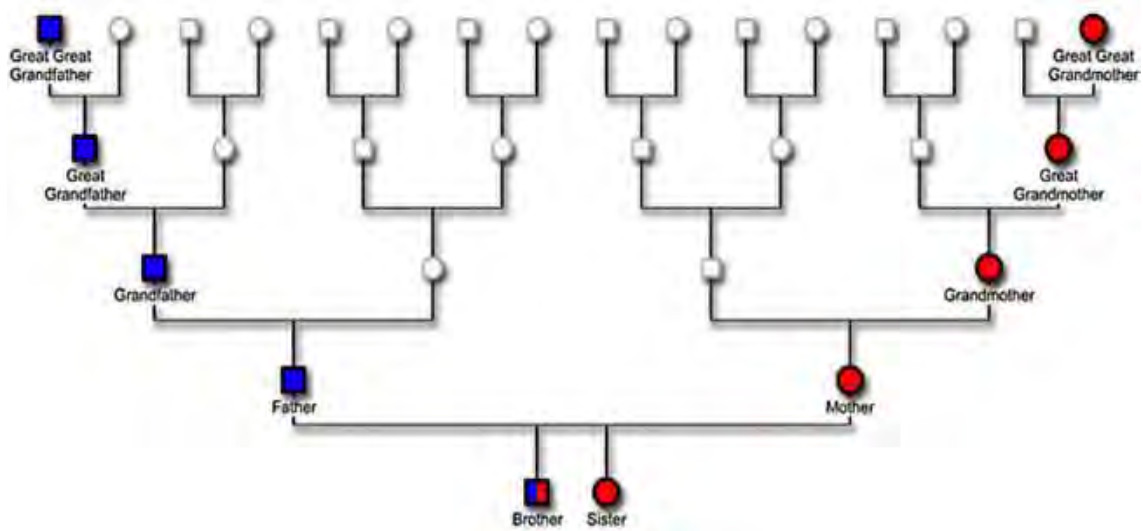 Great Great
Grandfather
Great Great
Grandmother
Great
Grandfather
Great
Grandmother
Grandfather
Grandmother
Father
Mother
Brother
Sister